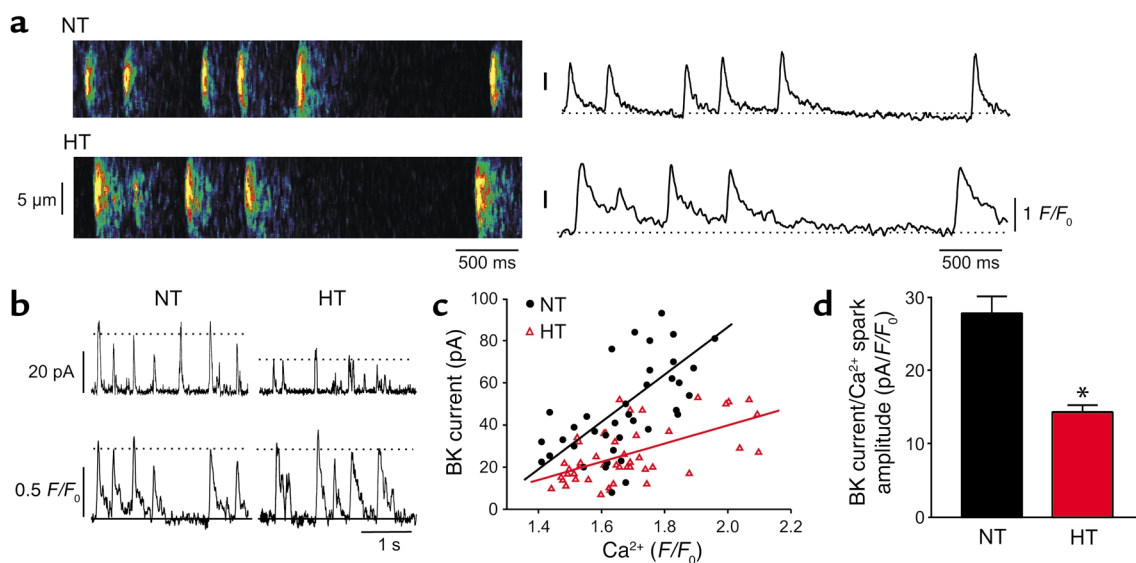 a
NT
HT
5 µm
500 ms
1 F/F0
500 ms
b
NT
HT
20 pA
0.5 F/F0
1 s
c
NT
HT
BK current (pA)
100
80
60
40
20
0
1.4 1.6 1.8 2.0 2.2
Ca2+ (F/F0)
d
BK current/Ca2+ spark
amplitude (pA/F/F0)
30
20
10
0
*
NT HT